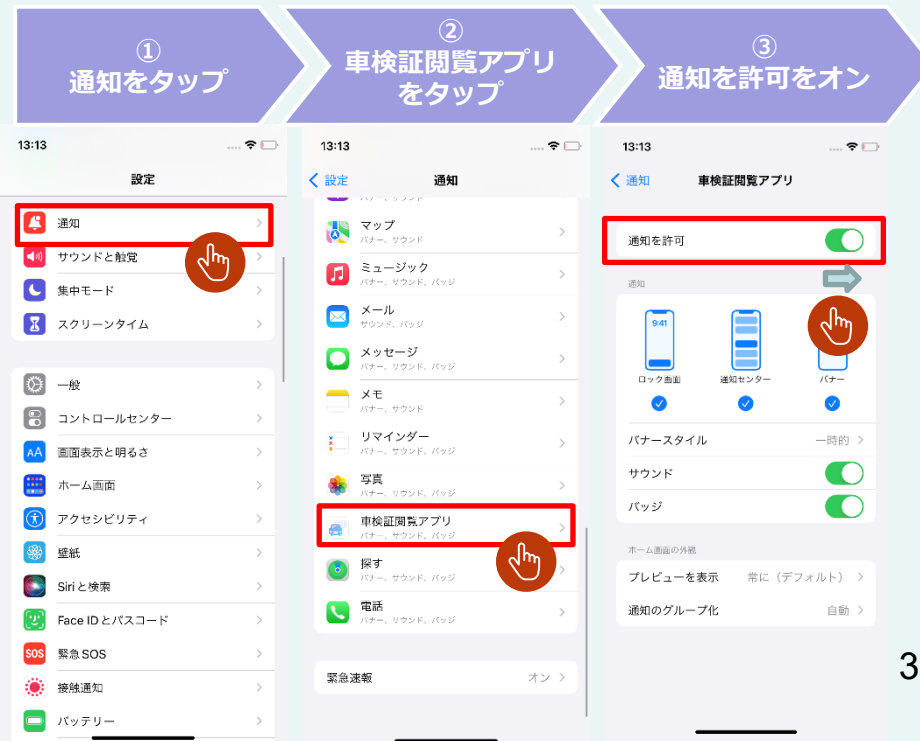 ①
通知をタップ
②
車検証閲覧アプリ
をタップ
③
通知を許可をオン
13:13
設定
通知
サウンドと触覚
集中モード
スクリーンタイム
一般
コントロールセンター
AA 画面表示と明るさ
ホーム画面
アクセシビリティ
壁紙
Siriと検索
Face IDとパスコード
SOS 緊急SOS
接触通知
バッテリー
13:13
設定
通知
マップ
バナー、サウンド
ミュージック
バナー、サウンド、バッジ
メール
サウンド、バッジ
メッセージ
バナー、サウンド、バッジ
メモ
バナー、サウンド
リマインダー
バナー、サウンド、バッジ
写真
バナー、サウンド、バッジ
車検証閲覧アプリ
バナー、サウンド、バッジ
探す
バナー、サウンド、バッジ
電話
バナー、サウンド、バッジ
緊急速報 オン
13:13
通知
車検証閲覧アプリ
通知を許可
通知
9:41
ロック画面 通知センター バナー
バナースタイル 一時的
サウンド
バッジ
ホーム画面の外観
プレビューを表示 常に（デフォルト）
通知のグループ化 自動
3